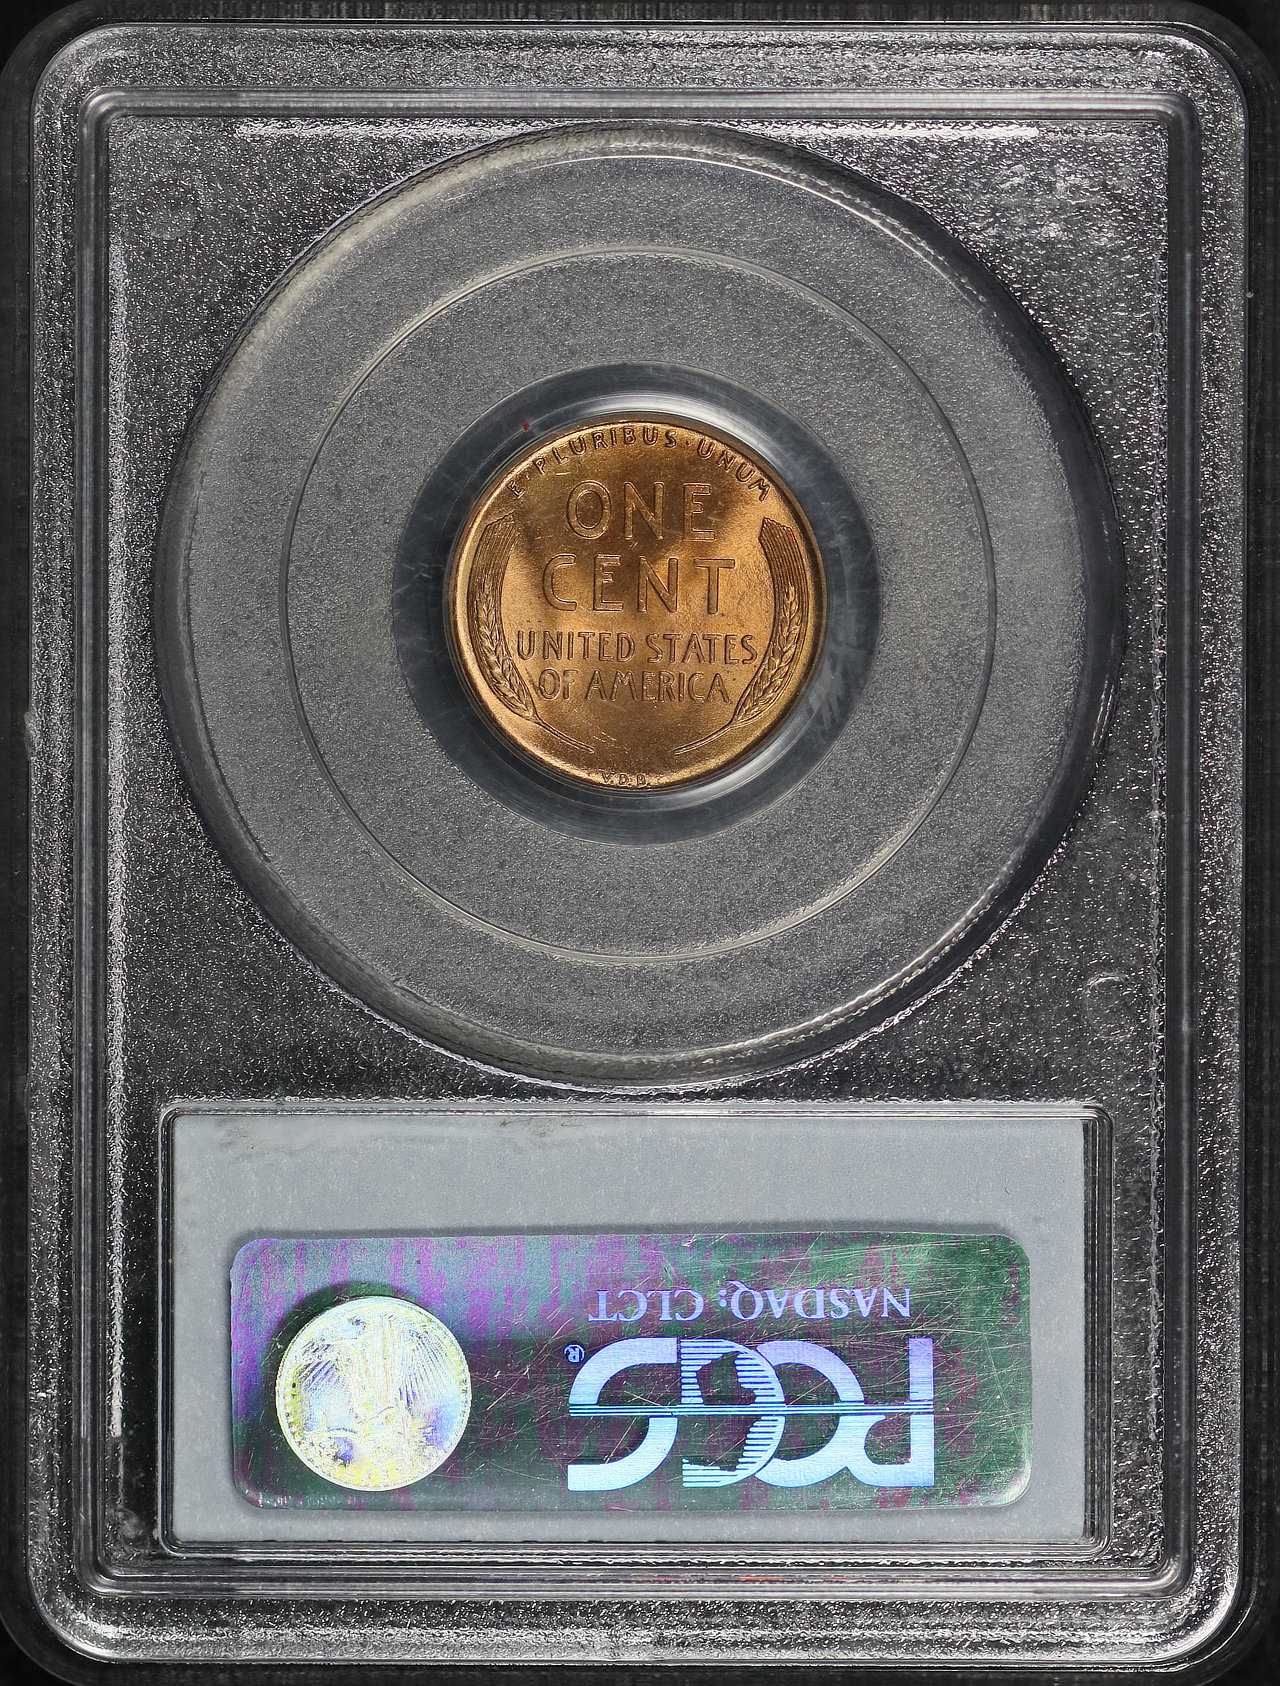 E·PLURIBUS·UNUM
ONE
CENT
UNITED STATES
OF AMERICA
V.D.B.
NASDAQ: CLCT
PCGS®